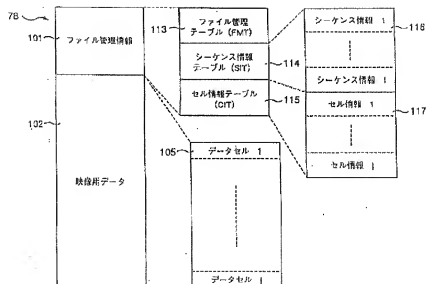 78
101
ファイル管理情報
102
映像用データ
113
ファイル管理
テーブル (FMT)
シーケンス情報
テーブル (SIT)
114
セル情報テーブル
(CIT)
115
105
データセル 1
データセル l
シーケンス情報 1
116
シーケンス情報 i
セル情報 1
117
セル情報 l